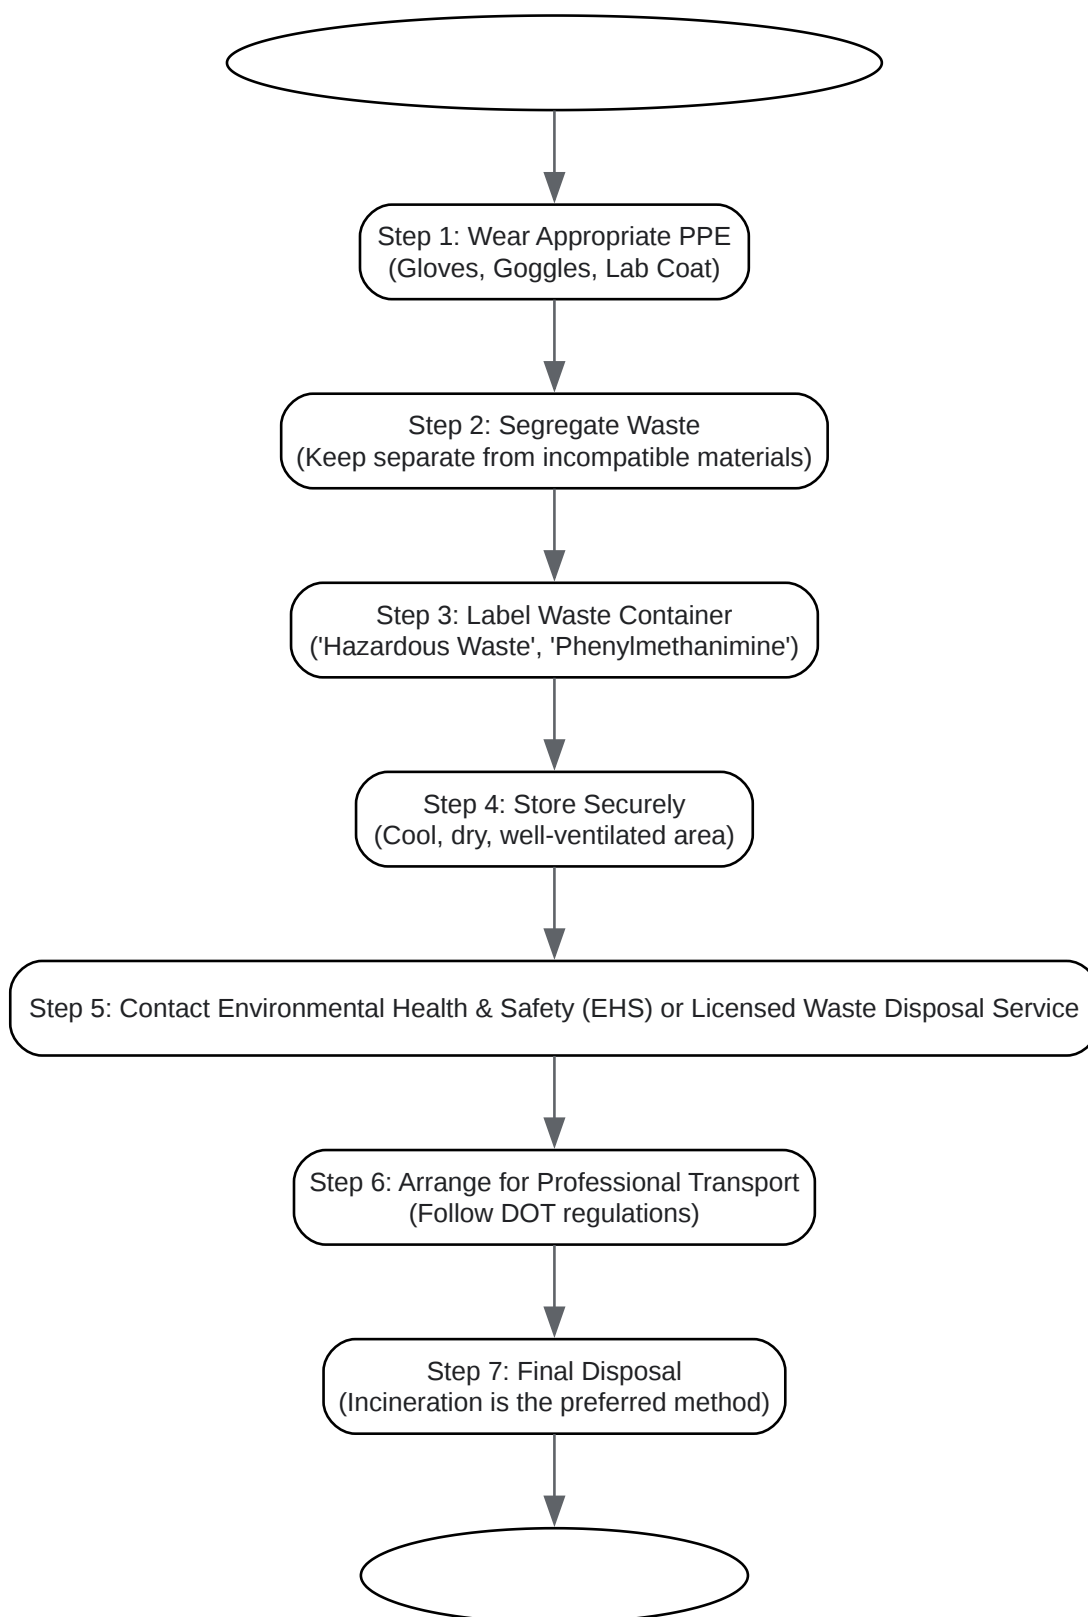 Step 1: Wear Appropriate PPE
(Gloves, Goggles, Lab Coat)
Step 2: Segregate Waste
(Keep separate from incompatible materials)
Step 3: Label Waste Container
('Hazardous Waste', 'Phenylmethanimine')
Step 4: Store Securely
(Cool, dry, well-ventilated area)
Step 5: Contact Environmental Health & Safety (EHS) or Licensed Waste Disposal Service
Step 6: Arrange for Professional Transport
(Follow DOT regulations)
Step 7: Final Disposal
(Incineration is the preferred method)